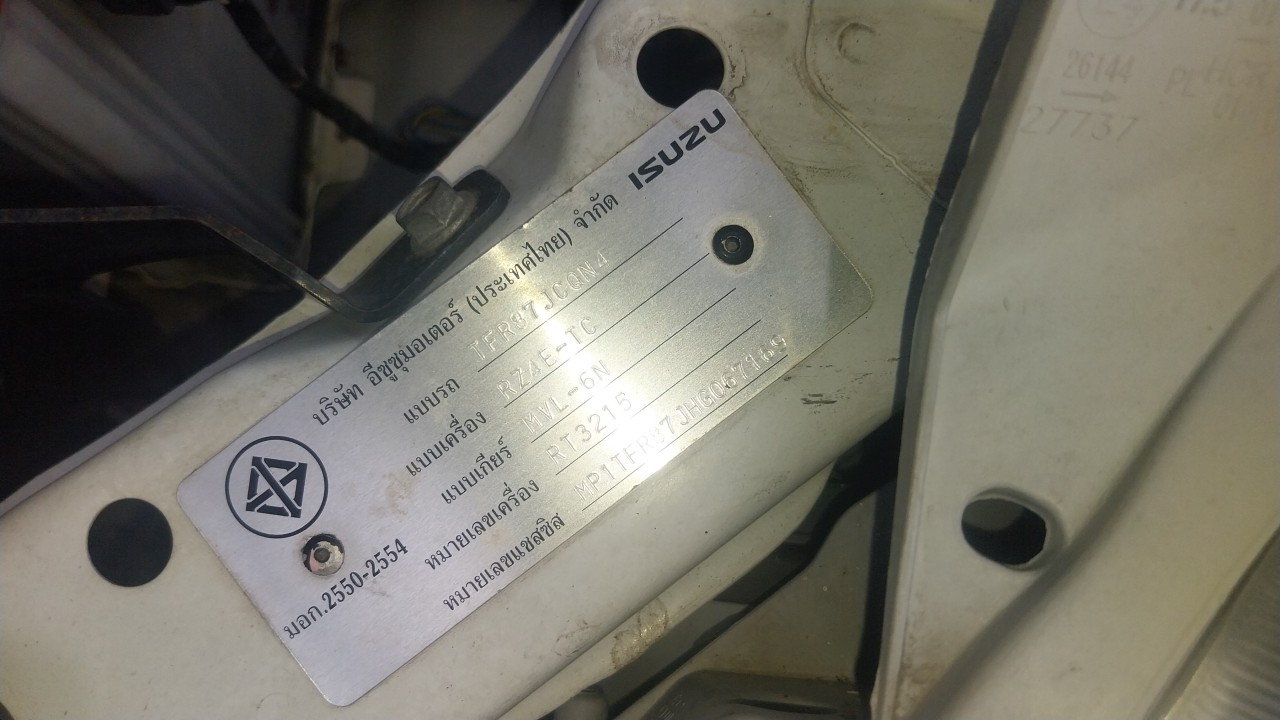 ISUZU
บริษัท อีซูซุมอเตอร์ (ประเทศไทย) จำกัด
แบบรถ TFR87JCQN4
แบบเครื่อง RZ4E-TC
แบบเกียร์ MVL-6N
หมายเลขเครื่อง RT3215
หมายเลขแชสซิส MP1TFR87JHG067169
มอก.2550-2554
26144
27737